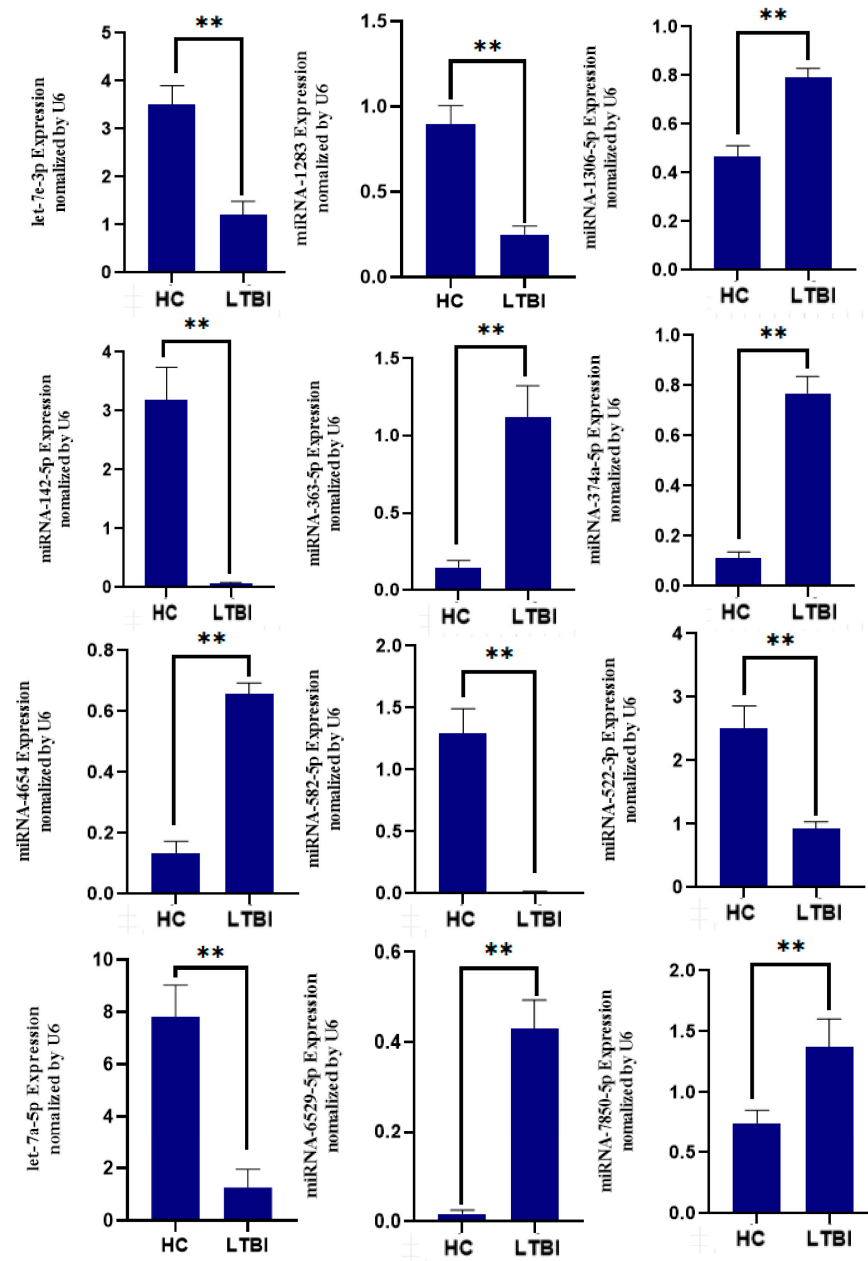 let-7e-3p Expression
nomalized by U6
5
4
3
2
1
0
**
HC LTBI
miRNA-1283 Expression
nomalized by U6
1.5
1.0
0.5
0.0
**
HC LTBI
miRNA-1306-5p Expression
nomalized by U6
1.0
0.8
0.6
0.4
0.2
0.0
**
HC LTBI
miRNA-142-5p Expression
nomalized by U6
4
3
2
1
0
**
HC LTBI
miRNA-363-5p Expression
nomalized by U6
1.5
1.0
0.5
0.0
**
HC LTBI
miRNA-374a-5p Expression
nomalized by U6
1.0
0.8
0.6
0.4
0.2
0.0
**
HC LTBI
miRNA-4654 Expression
nomalized by U6
0.8
0.6
0.4
0.2
0.0
**
HC LTBI
miRNA-582-5p Expression
nomalized by U6
2.0
1.5
1.0
0.5
0.0
**
HC LTBI
miRNA-522-3p Expression
nomalized by U6
4
3
2
1
0
**
HC LTBI
let-7a-5p Expression
nomalized by U6
10
8
6
4
2
0
**
HC LTBI
miRNA-6529-5p Expression
nomalized by U6
0.6
0.4
0.2
0.0
**
HC LTBI
miRNA-7850-5p Expression
nomalized by U6
2.0
1.5
1.0
0.5
0.0
**
HC LTBI